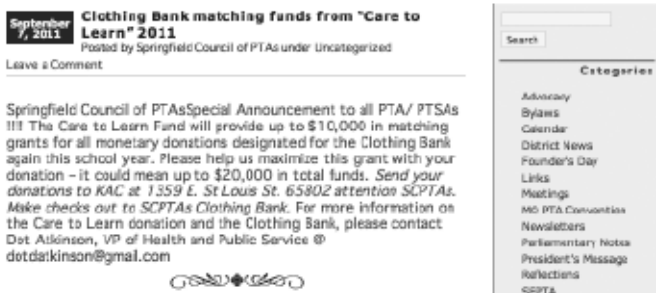 September 7, 2011
Clothing Bank matching funds from "Care to
Learn" 2011
Posted by Springfield Council of PTAs under Uncategorized
Leave a Comment
Springfield Council of PTAsSpecial Announcement to all PTA/ PTSAs
!!!! The Care to Learn Fund will provide up to $10,000 in matching
grants for all monetary donations designated for the Clothing Bank
again this school year. Please help us maximize this grant with your
donation – it could mean up to $20,000 in total funds. Send your
donations to KAC at 1359 E. St Louis St. 65802 attention SCPTAs.
Make checks out to SCPTAs Clothing Bank. For more information on
the Care to Learn donation and the Clothing Bank, please contact
Dot Atkinson, VP of Health and Public Service @
dotdatkinson@gmail.com
Search
Categories
Advocacy
Bylaws
Calendar
District News
Founder's Day
Links
Meetings
MO PTA Convention
Newsletters
Parliamentary Notes
President's Message
Reflections
SEPTA